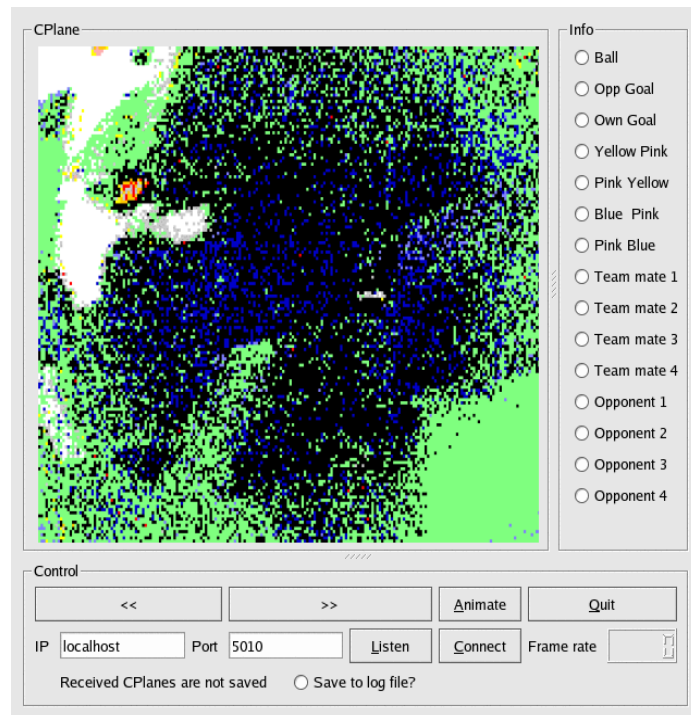 CPlane
Info
Ball
Opp Goal
Own Goal
Yellow Pink
Pink Yellow
Blue Pink
Pink Blue
Team mate 1
Team mate 2
Team mate 3
Team mate 4
Opponent 1
Opponent 2
Opponent 3
Opponent 4
Control
<< >> Animate Quit
IP localhost Port 5010 Listen Connect Frame rate
Received CPlanes are not saved Save to log file?